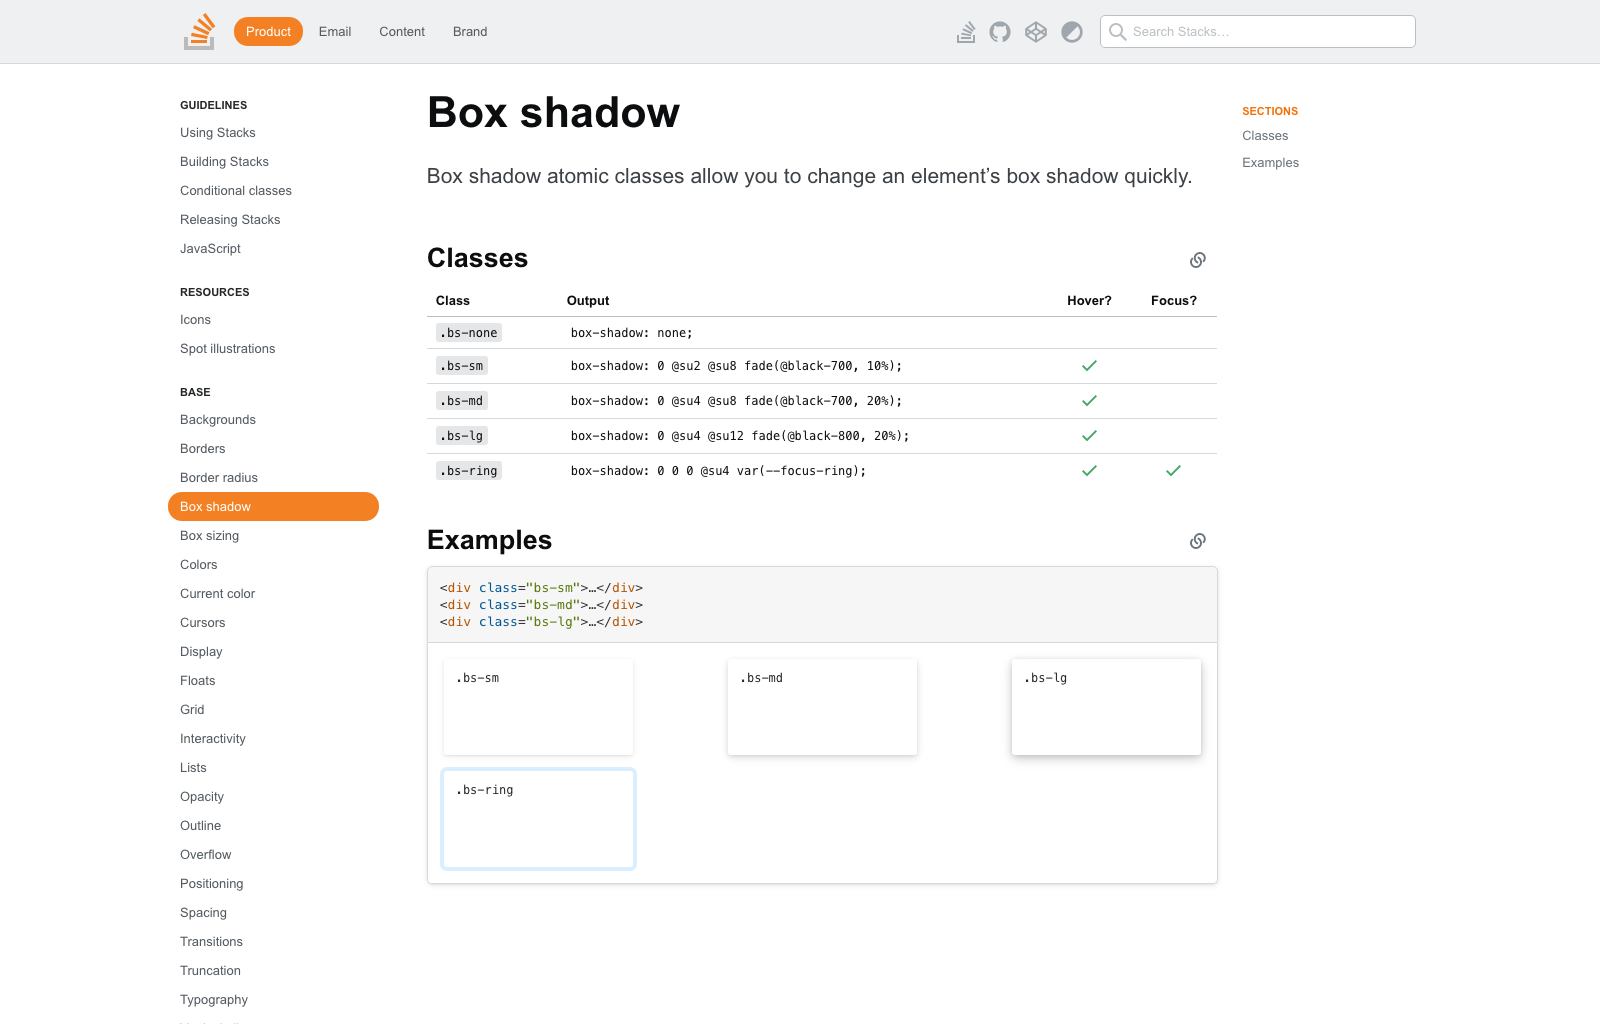 Product
Email
Content
Brand
Search Stacks…
GUIDELINES
Using Stacks
Building Stacks
Conditional classes
Releasing Stacks
JavaScript
RESOURCES
Icons
Spot illustrations
BASE
Backgrounds
Borders
Border radius
Box shadow
Box sizing
Colors
Current color
Cursors
Display
Floats
Grid
Interactivity
Lists
Opacity
Outline
Overflow
Positioning
Spacing
Transitions
Truncation
Typography
Box shadow
Box shadow atomic classes allow you to change an element’s box shadow quickly.
Classes
Class Output Hover? Focus?
.bs-none box-shadow: none;
.bs-sm box-shadow: 0 @su2 @su8 fade(@black-700, 10%);
.bs-md box-shadow: 0 @su4 @su8 fade(@black-700, 20%);
.bs-lg box-shadow: 0 @su4 @su12 fade(@black-800, 20%);
.bs-ring box-shadow: 0 0 0 @su4 var(--focus-ring);
Examples
<div class="bs-sm">…</div>
<div class="bs-md">…</div>
<div class="bs-lg">…</div>
.bs-sm
.bs-md
.bs-lg
.bs-ring
SECTIONS
Classes
Examples